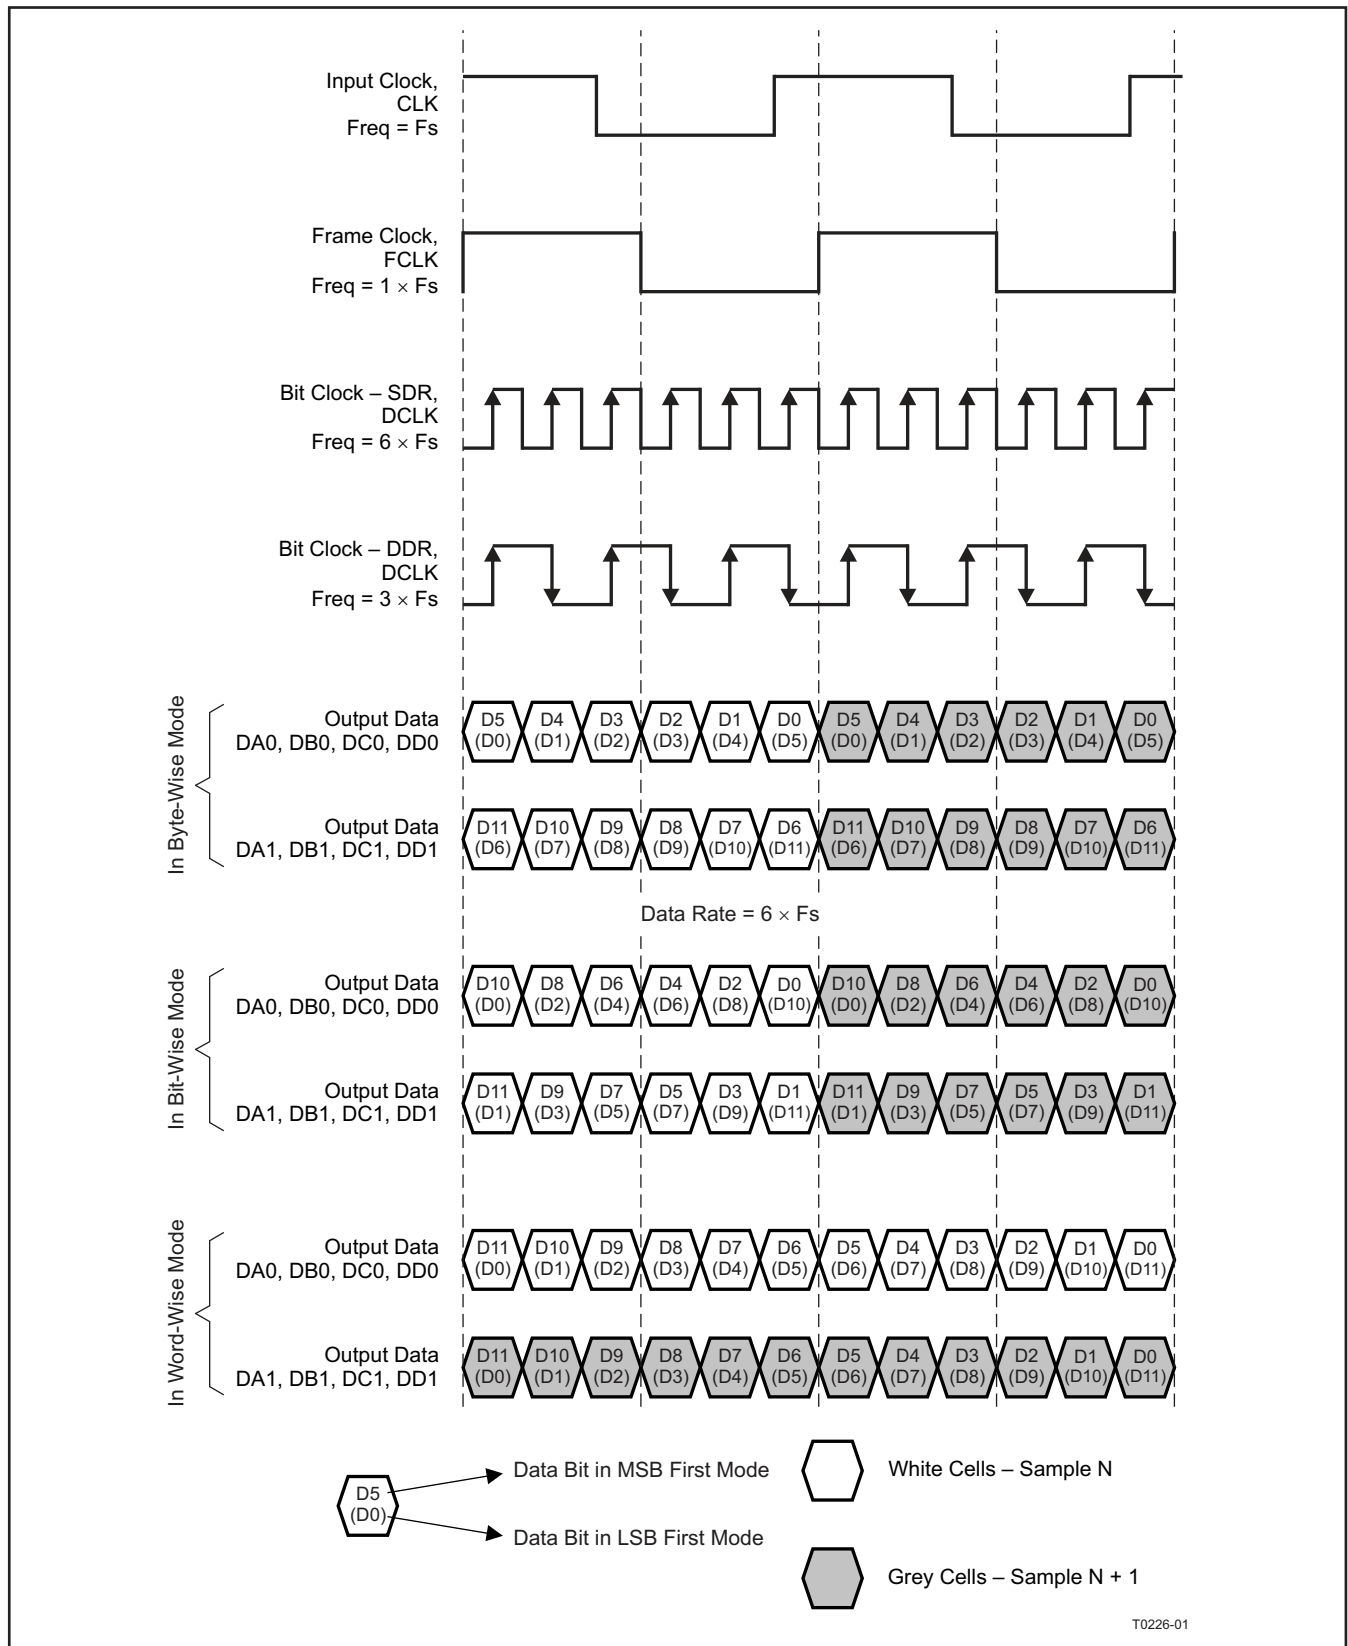 Input Clock,
CLK
Freq = Fs
Frame Clock,
FCLK
Freq = 1 × Fs
Bit Clock – SDR,
DCLK
Freq = 6 × Fs
Bit Clock – DDR,
DCLK
Freq = 3 × Fs
In Byte-Wise Mode
Output Data
DA0, DB0, DC0, DD0
D5 D4 D3 D2 D1 D0 D5 D4 D3 D2 D1 D0
(D0) (D1) (D2) (D3) (D4) (D5) (D0) (D1) (D2) (D3) (D4) (D5)
Output Data
DA1, DB1, DC1, DD1
D11 D10 D9 D8 D7 D6 D11 D10 D9 D8 D7 D6
(D6) (D7) (D8) (D9) (D10) (D11) (D6) (D7) (D8) (D9) (D10) (D11)
Data Rate = 6 × Fs
In Bit-Wise Mode
Output Data
DA0, DB0, DC0, DD0
D10 D8 D6 D4 D2 D0 D10 D8 D6 D4 D2 D0
(D0) (D2) (D4) (D6) (D8) (D10) (D0) (D2) (D4) (D6) (D8) (D10)
Output Data
DA1, DB1, DC1, DD1
D11 D9 D7 D5 D3 D1 D11 D9 D7 D5 D3 D1
(D1) (D3) (D5) (D7) (D9) (D11) (D1) (D3) (D5) (D7) (D9) (D11)
In Word-Wise Mode
Output Data
DA0, DB0, DC0, DD0
D11 D10 D9 D8 D7 D6 D5 D4 D3 D2 D1 D0
(D0) (D1) (D2) (D3) (D4) (D5) (D6) (D7) (D8) (D9) (D10) (D11)
Output Data
DA1, DB1, DC1, DD1
D11 D10 D9 D8 D7 D6 D5 D4 D3 D2 D1 D0
(D0) (D1) (D2) (D3) (D4) (D5) (D6) (D7) (D8) (D9) (D10) (D11)
D5
(D0)
Data Bit in MSB First Mode
Data Bit in LSB First Mode
White Cells – Sample N
Grey Cells – Sample N + 1
T0226-01